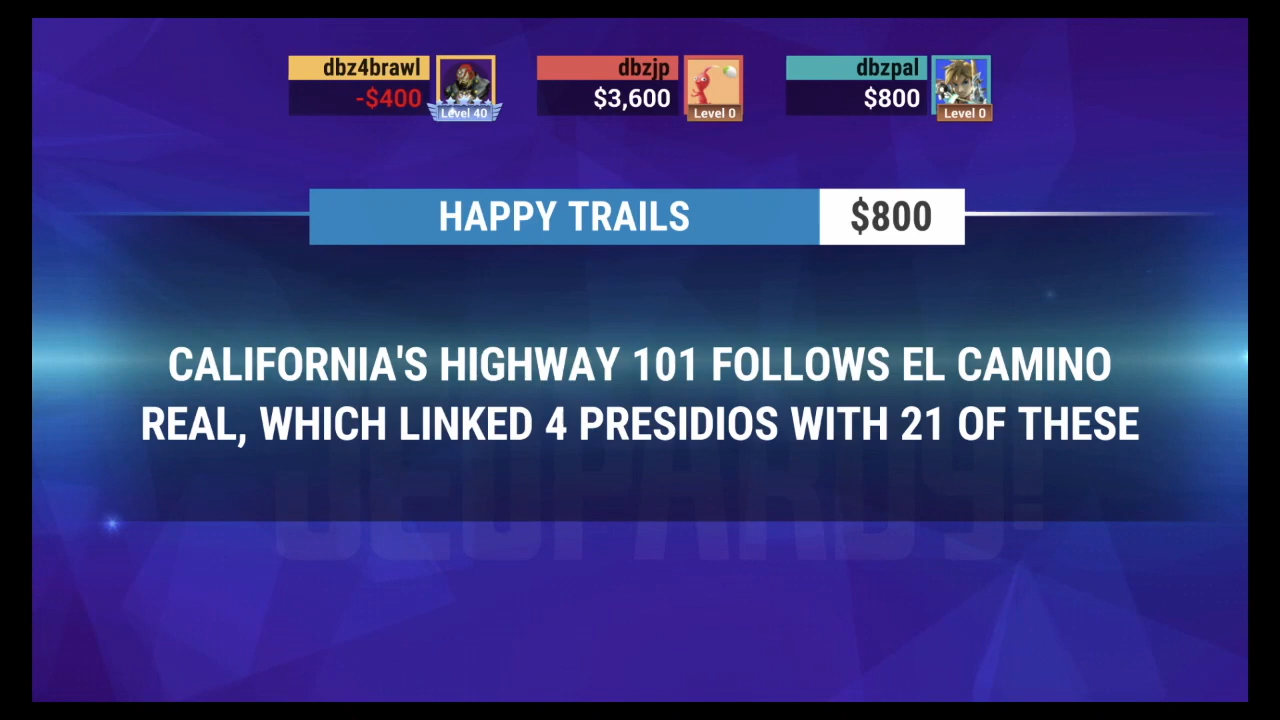 dbz4brawl
-$400
Level 40
dbzjp
$3,600
Level 0
dbzpal
$800
Level 0
HAPPY TRAILS
$800
CALIFORNIA'S HIGHWAY 101 FOLLOWS EL CAMINO
REAL, WHICH LINKED 4 PRESIDIOS WITH 21 OF THESE
JEOPARDY!